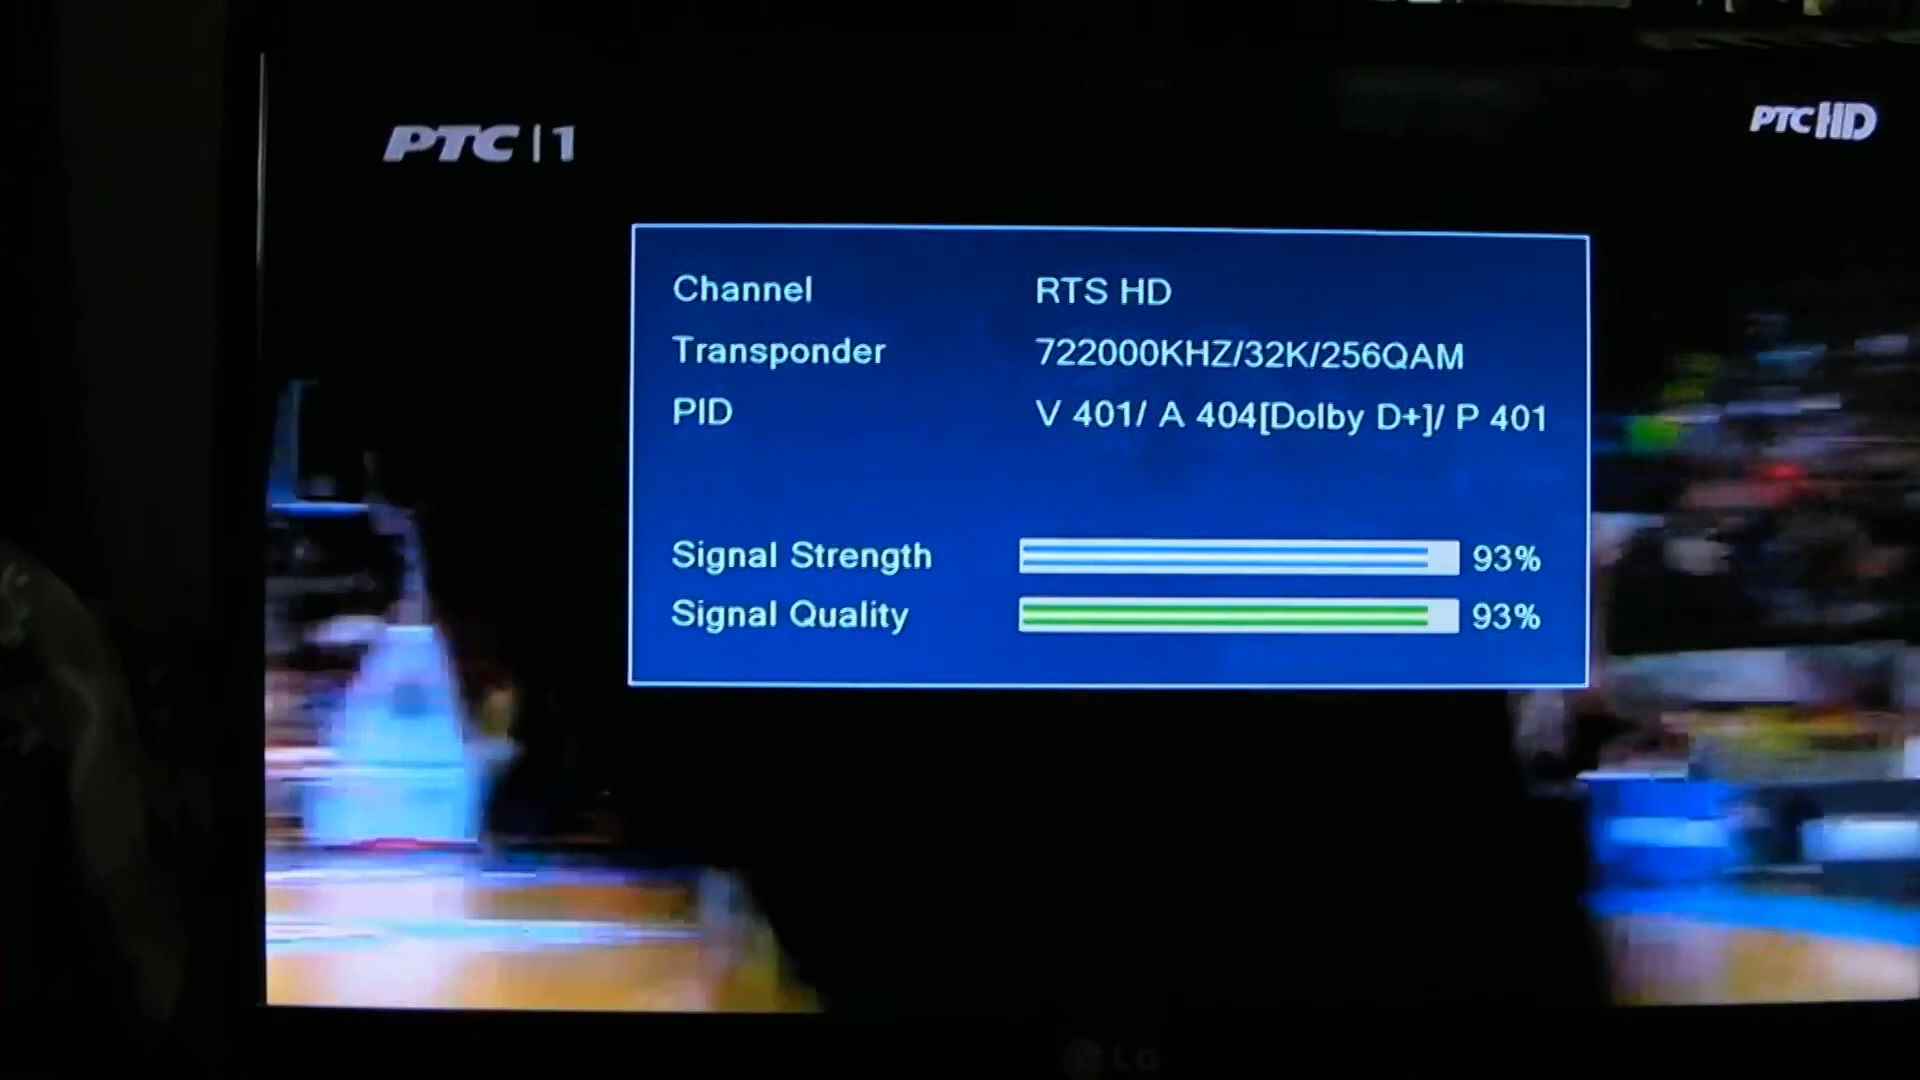 РТС|1
РТС HD
Channel RTS HD
Transponder 722000KHZ/32K/256QAM
PID V 401/ A 404[Dolby D+]/ P 401
Signal Strength 93%
Signal Quality 93%
LG